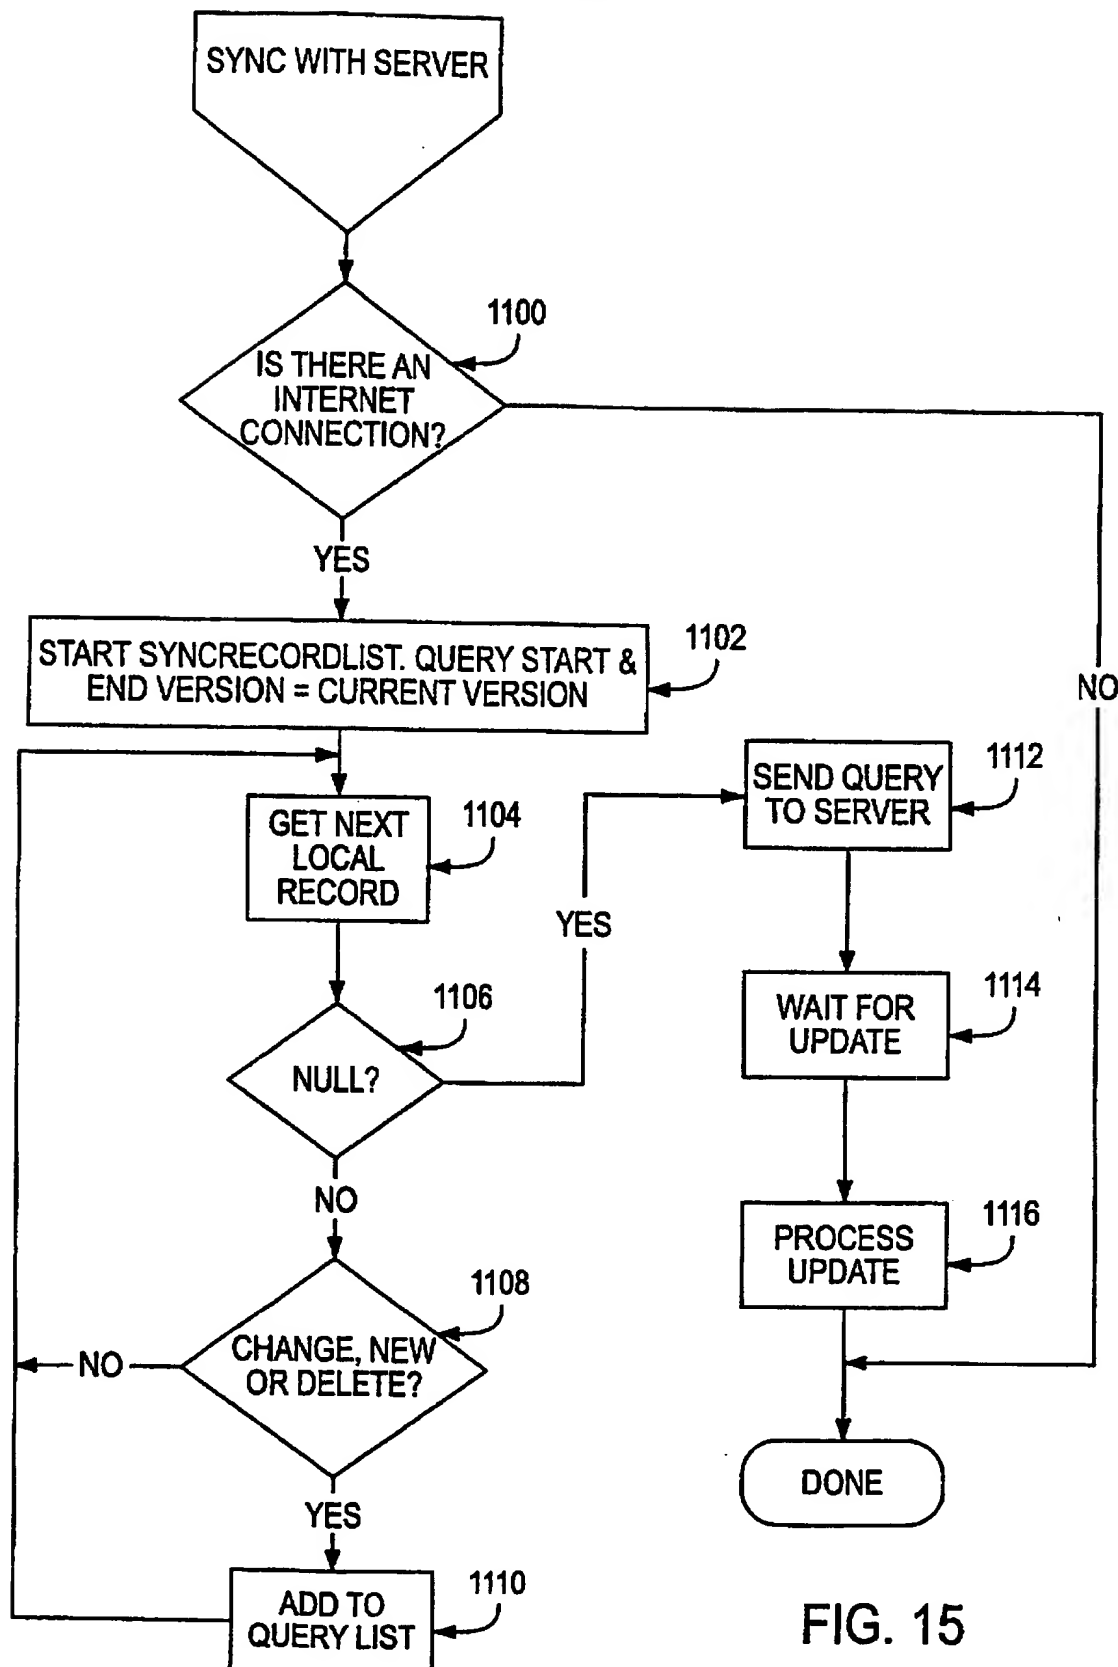 SYNC WITH SERVER
1100
IS THERE AN
INTERNET
CONNECTION?
YES
NO
1102
START SYNCRECORDLIST. QUERY START &
END VERSION = CURRENT VERSION
1104
GET NEXT
LOCAL
RECORD
1106
NULL?
YES
NO
1108
CHANGE, NEW
OR DELETE?
NO
YES
1110
ADD TO
QUERY LIST
1112
SEND QUERY
TO SERVER
1114
WAIT FOR
UPDATE
1116
PROCESS
UPDATE
DONE
FIG. 15